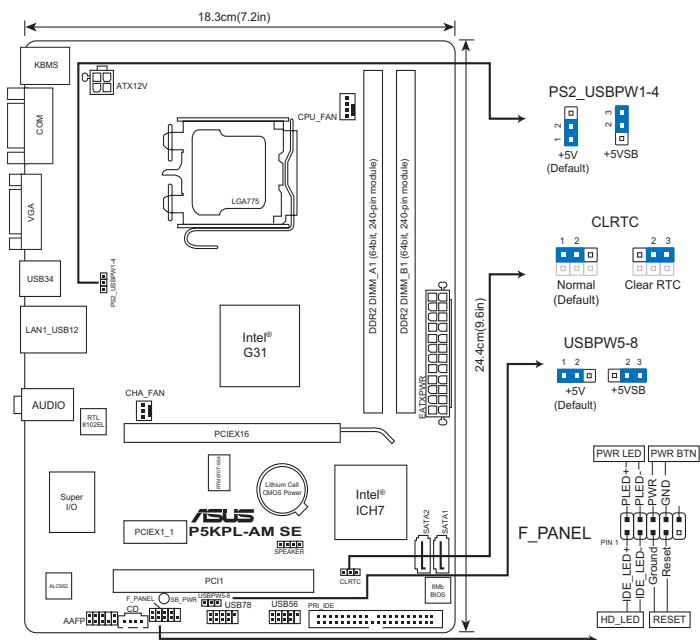 18.3cm(7.2in)
KBMS
ATX12V
CPU_FAN
COM
LGA775
VGA
DDR2 DIMM_A1 (64bit, 240-pin module)
DDR2 DIMM_B1 (64bit, 240-pin module)
24.4cm(9.6in)
USB34
PS2_USBPW1-4
LAN1_USB12
Intel®
G31
EATXPWR
CHA_FAN
AUDIO
RTL
8102EL
PCIEX16
Super
I/O
RTM 870T-954
Lithium Cell
CMOS Power
Intel®
ICH7
ASUS
P5KPL-AM SE
PCIEX1_1
SPEAKER
SATA2
SATA1
CLRTC
PCI1
8Mb
BIOS
ALC662
F_PANEL
SB_PWR
USBPW5-8
CD
AAFP
USB78
USB56
PRI_IDE
PS2_USBPW1-4
1 2
2 3
+5V
(Default)
+5VSB
CLRTC
1 2
2 3
Normal
(Default)
Clear RTC
USBPW5-8
1 2
2 3
+5V
(Default)
+5VSB
PWR LED
PWR BTN
PLED+
PLED-
PWR
GND
F_PANEL
PIN 1
IDE_LED+
IDE_LED-
Ground
Reset
HD_LED
RESET